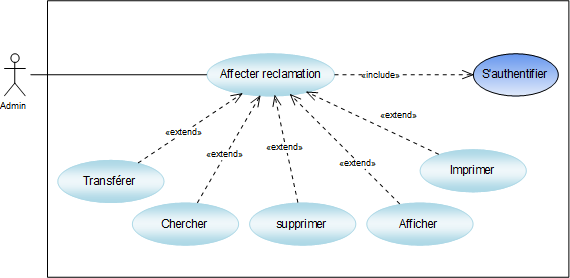 Affecter reclamation
«include»
S'authentifier
Admin
«extend»
«extend»
«extend»
«extend»
«extend»
Transférer
Chercher
supprimer
Afficher
Imprimer